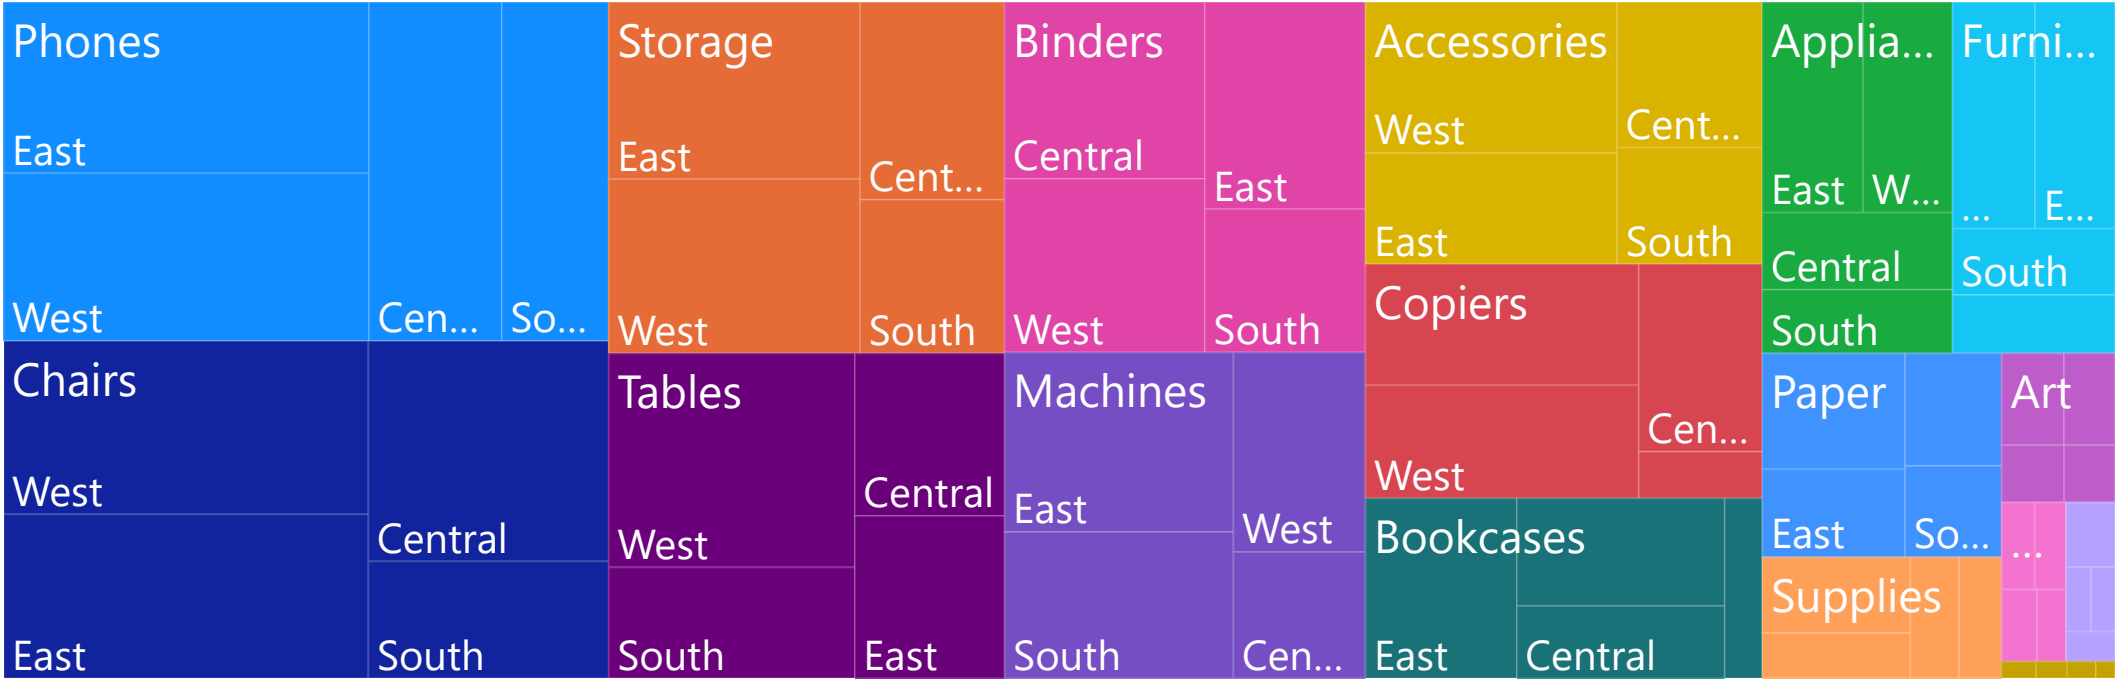 Phones
East
West
Cen...
So...
Chairs
West
East
Central
South
Storage
East
West
Cent...
South
Tables
West
South
Central
East
Binders
Central
West
East
South
Machines
East
South
West
Cen...
Accessories
West
East
Cent...
South
Copiers
West
Cen...
Bookcases
East
Central
Applia...
East
W...
Central
South
Furni...
...
E...
South
Paper
East
So...
Supplies
Art
...